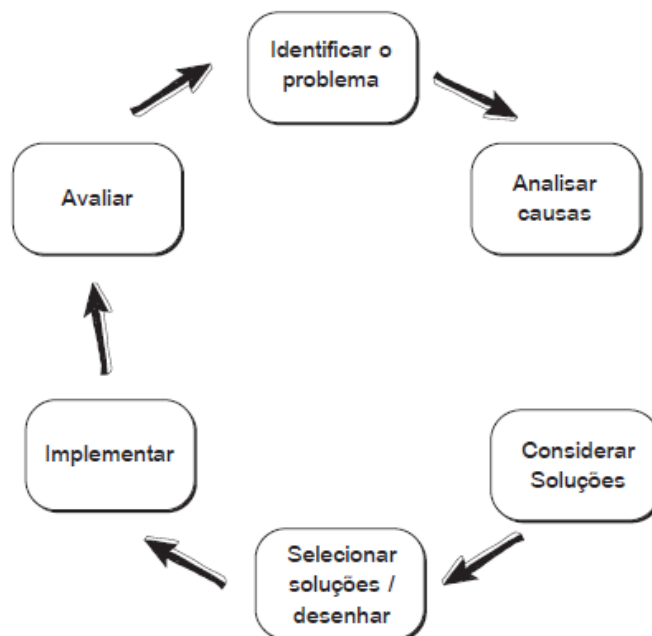 Identificar o
problema
Analisar
causas
Considerar
Soluções
Selecionar
soluções /
desenhar
Implementar
Avaliar